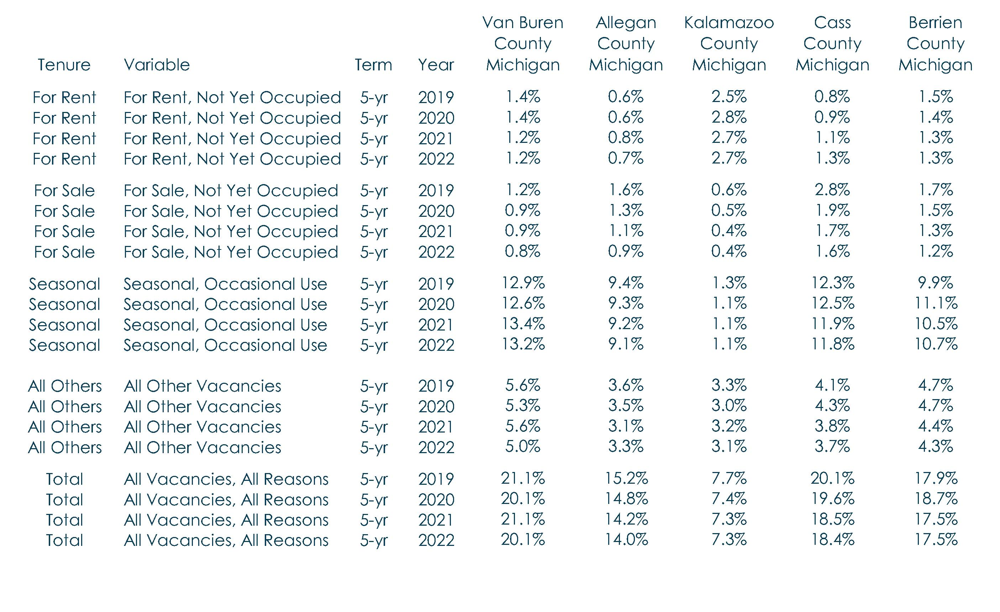 Van Buren Allegan Kalamazoo Cass Berrien
County County County County County
Tenure Variable Term Year Michigan Michigan Michigan Michigan Michigan
For Rent For Rent, Not Yet Occupied 5-yr 2019 1.4% 0.6% 2.5% 0.8% 1.5%
For Rent For Rent, Not Yet Occupied 5-yr 2020 1.4% 0.6% 2.8% 0.9% 1.4%
For Rent For Rent, Not Yet Occupied 5-yr 2021 1.2% 0.8% 2.7% 1.1% 1.3%
For Rent For Rent, Not Yet Occupied 5-yr 2022 1.2% 0.7% 2.7% 1.3% 1.3%
For Sale For Sale, Not Yet Occupied 5-yr 2019 1.2% 1.6% 0.6% 2.8% 1.7%
For Sale For Sale, Not Yet Occupied 5-yr 2020 0.9% 1.3% 0.5% 1.9% 1.5%
For Sale For Sale, Not Yet Occupied 5-yr 2021 0.9% 1.1% 0.4% 1.7% 1.3%
For Sale For Sale, Not Yet Occupied 5-yr 2022 0.8% 0.9% 0.4% 1.6% 1.2%
Seasonal Seasonal, Occasional Use 5-yr 2019 12.9% 9.4% 1.3% 12.3% 9.9%
Seasonal Seasonal, Occasional Use 5-yr 2020 12.6% 9.3% 1.1% 12.5% 11.1%
Seasonal Seasonal, Occasional Use 5-yr 2021 13.4% 9.2% 1.1% 11.9% 10.5%
Seasonal Seasonal, Occasional Use 5-yr 2022 13.2% 9.1% 1.1% 11.8% 10.7%
All Others All Other Vacancies 5-yr 2019 5.6% 3.6% 3.3% 4.1% 4.7%
All Others All Other Vacancies 5-yr 2020 5.3% 3.5% 3.0% 4.3% 4.7%
All Others All Other Vacancies 5-yr 2021 5.6% 3.1% 3.2% 3.8% 4.4%
All Others All Other Vacancies 5-yr 2022 5.0% 3.3% 3.1% 3.7% 4.3%
Total All Vacancies, All Reasons 5-yr 2019 21.1% 15.2% 7.7% 20.1% 17.9%
Total All Vacancies, All Reasons 5-yr 2020 20.1% 14.8% 7.4% 19.6% 18.7%
Total All Vacancies, All Reasons 5-yr 2021 21.1% 14.2% 7.3% 18.5% 17.5%
Total All Vacancies, All Reasons 5-yr 2022 20.1% 14.0% 7.3% 18.4% 17.5%